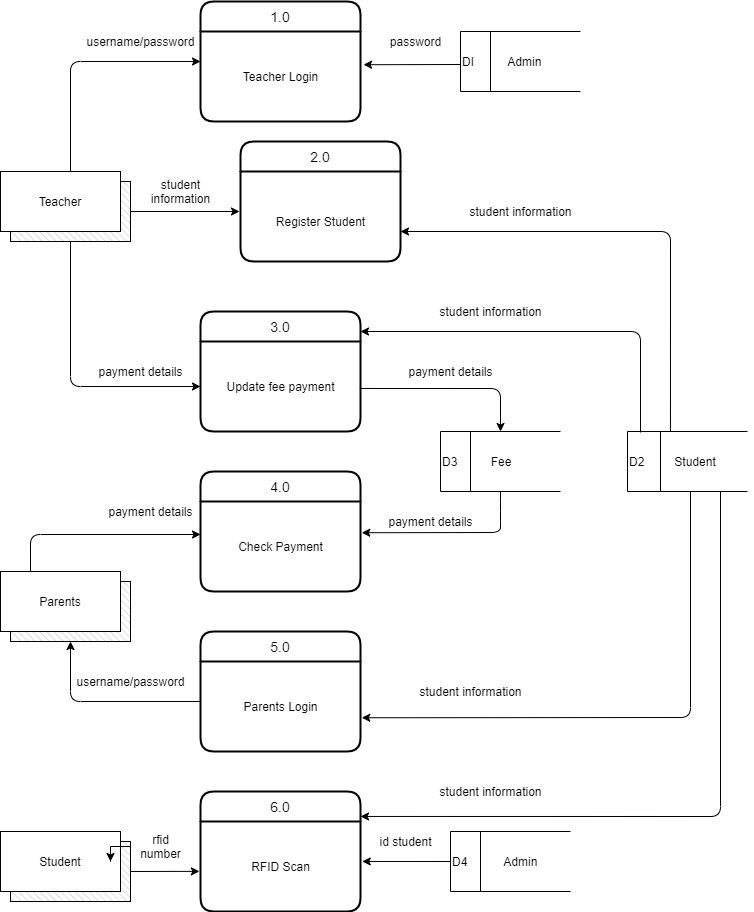 1.0
username/password
password
Teacher Login
DI
Admin
2.0
student
information
Teacher
Register Student
student information
3.0
student information
payment details
Update fee payment
payment details
D3
Fee
D2
Student
4.0
payment details
payment details
Check Payment
Parents
5.0
username/password
Parents Login
student information
6.0
student information
rfid
number
id student
Student
RFID Scan
D4
Admin